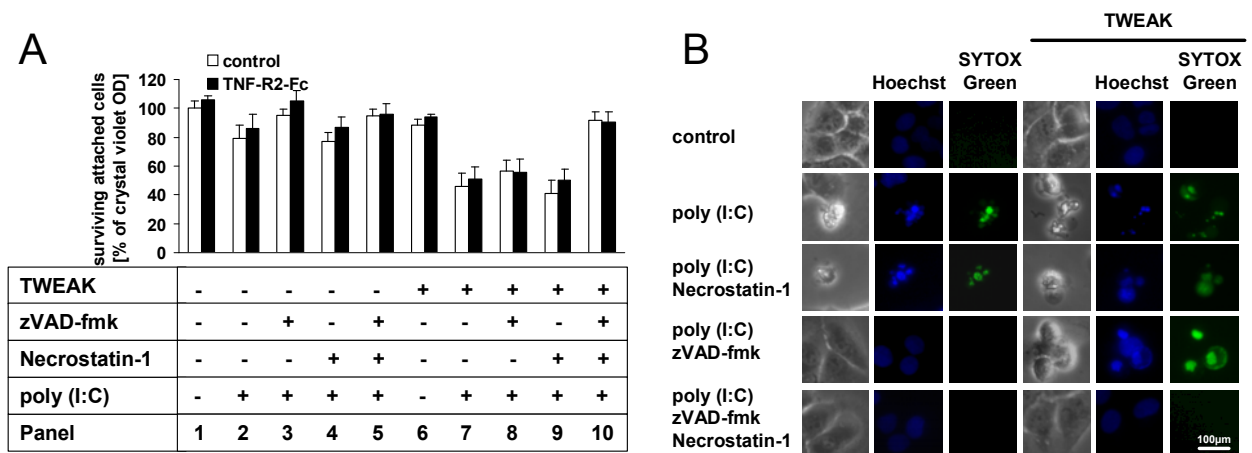 A
control
TNF-R2-Fc
surviving attached cells
[% of crystal violet OD]
120
100
80
60
40
20
0
TWEAK - - - - - + + + + +
zVAD-fmk - - + - + - - + - +
Necrostatin-1 - - - + + - - - + +
poly (I:C) - + + + + - + + + +
Panel 1 2 3 4 5 6 7 8 9 10
B
TWEAK
Hoechst SYTOX Green Hoechst SYTOX Green
control
poly (I:C)
poly (I:C)
Necrostatin-1
poly (I:C)
zVAD-fmk
poly (I:C)
zVAD-fmk
Necrostatin-1
100µm